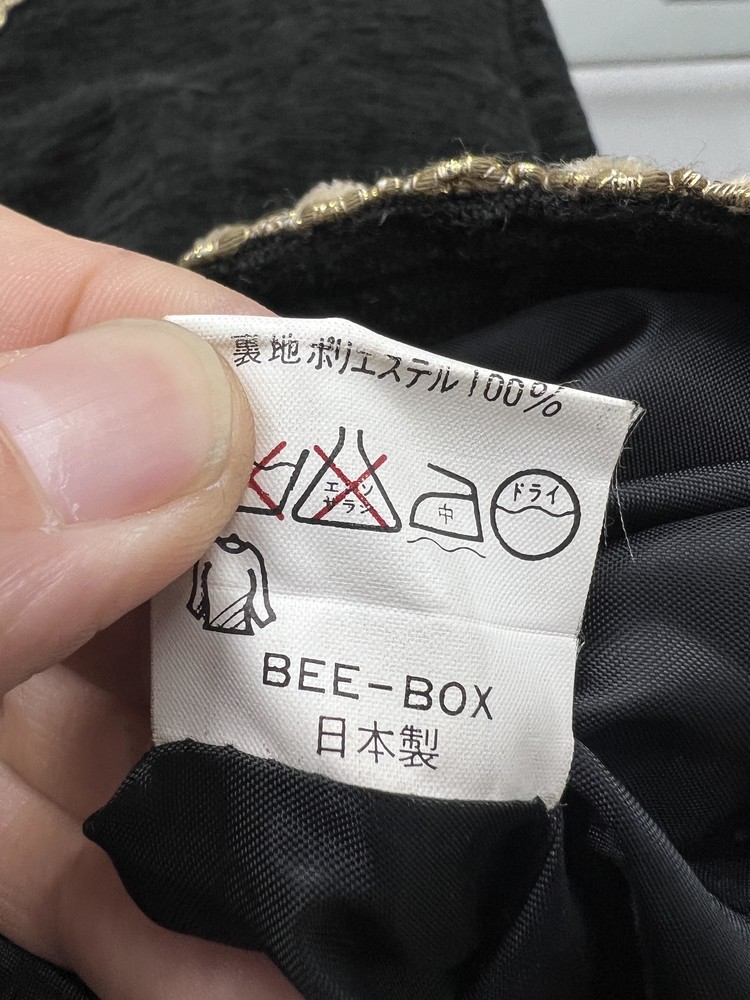 裏地ポリエステル100%
エンソ
サラシ
中
ドライ
BEE-BOX
日本製